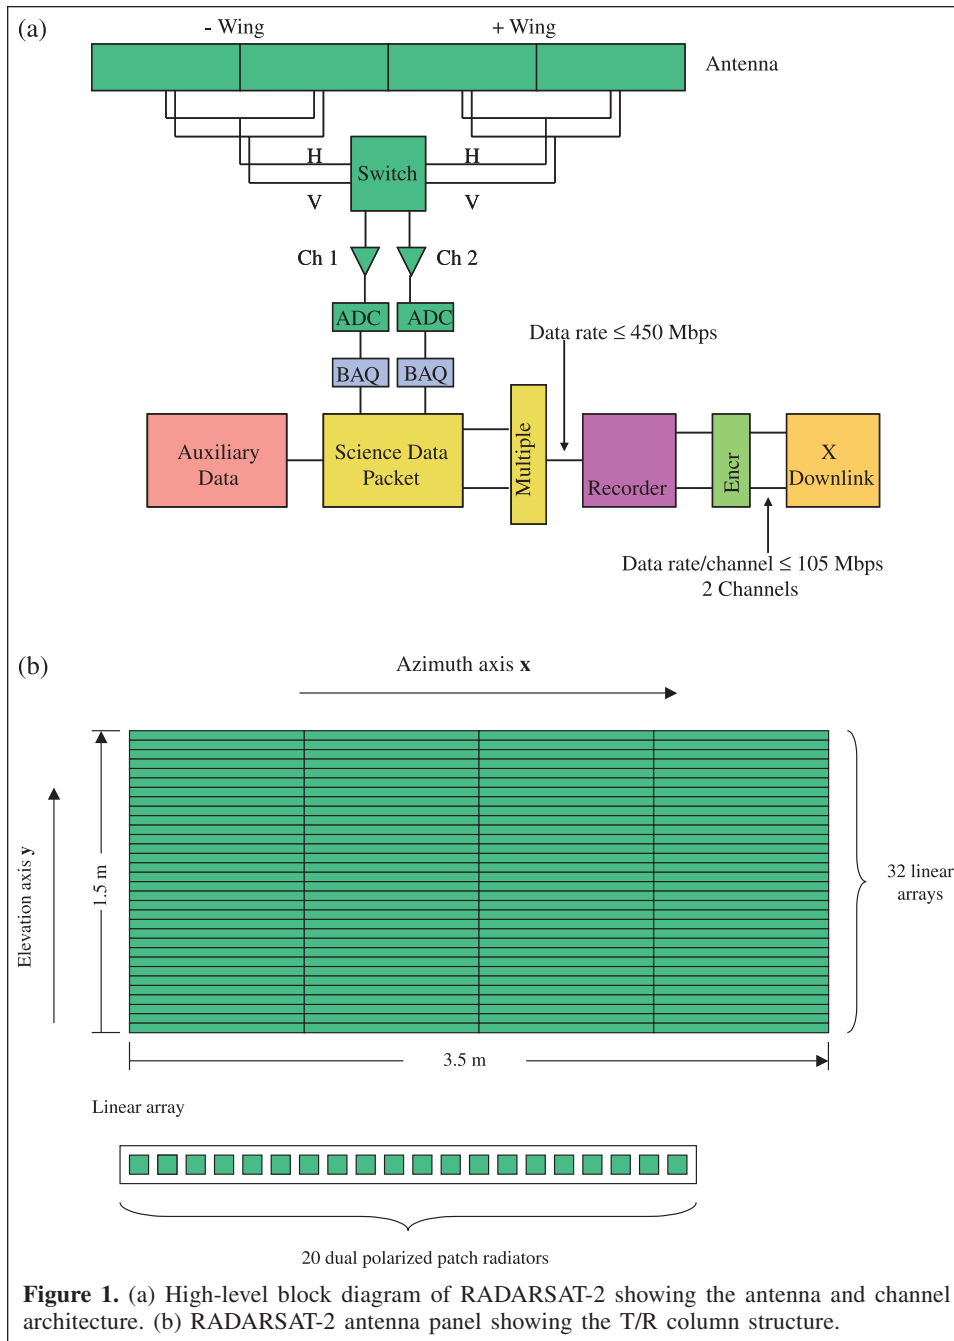 (a)
- Wing
+ Wing
Antenna
H
H
Switch
V
V
Ch 1
Ch 2
ADC
ADC
Data rate ≤ 450 Mbps
BAQ
BAQ
Auxiliary
Data
Science Data
Packet
Multiple
Recorder
Encr
X
Downlink
Data rate/channel ≤ 105 Mbps
2 Channels
(b)
Azimuth axis x
Elevation axis y
1.5 m
32 linear
arrays
3.5 m
Linear array
20 dual polarized patch radiators
Figure 1. (a) High-level block diagram of RADARSAT-2 showing the antenna and channel
architecture. (b) RADARSAT-2 antenna panel showing the T/R column structure.